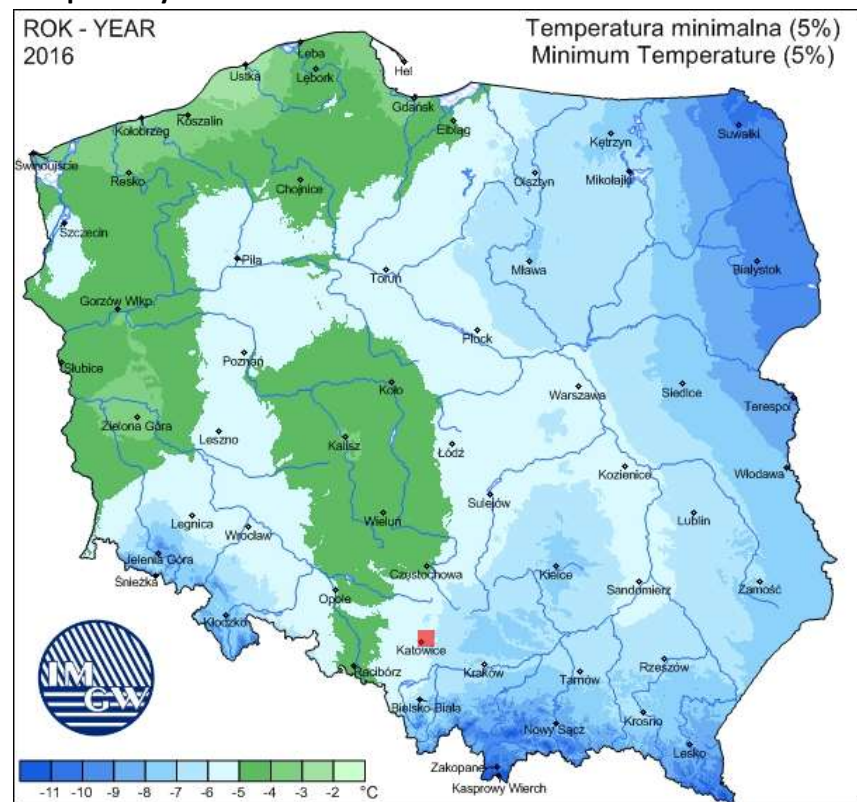 ROK - YEAR
2016
Temperatura minimalna (5%)
Minimum Temperature (5%)
Łeba
Ustka
Lębork
Hel
Gdańsk
Koszalin
Kołobrzeg
Elbląg
Suwałki
Kętrzyn
Świnoujście
Resko
Chojnice
Olsztyn
Mikołajki
Szczecin
Piła
Toruń
Mława
Białystok
Gorzów Wlkp.
Płock
Słubice
Poznań
Koło
Warszawa
Siedlce
Terespol
Zielona Góra
Leszno
Kalisz
Łódź
Kozienice
Włodawa
Sulejów
Legnica
Wrocław
Wieluń
Lublin
Jelenia Góra
Śnieżka
Częstochowa
Kielce
Sandomierz
Zamość
Opole
Kłodzko
Katowice
Racibórz
Kraków
Tarnów
Rzeszów
Bielsko-Biała
Nowy Sącz
Krosno
Lesko
Zakopane
Kasprowy Wierch
IM
GW
-11 -10 -9 -8 -7 -6 -5 -4 -3 -2 °C